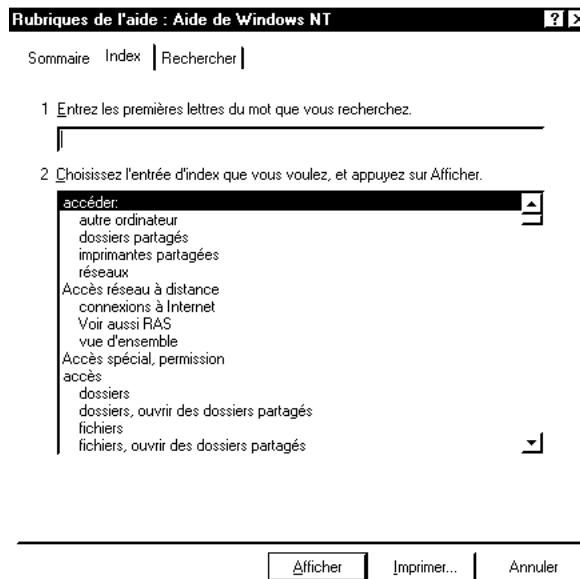 Rubriques de l'aide : Aide de Windows NT
Sommaire Index Rechercher
1 Entrez les premières lettres du mot que vous recherchez.
2 Choisissez l'entrée d'index que vous voulez, et appuyez sur Afficher.
accéder:
autre ordinateur
dossiers partagés
imprimantes partagées
réseaux
Accès réseau à distance
connexions à Internet
Voir aussi RAS
vue d'ensemble
Accès spécial, permission
accès
dossiers
dossiers, ouvrir des dossiers partagés
fichiers
fichiers, ouvrir des dossiers partagés
Afficher Imprimer... Annuler